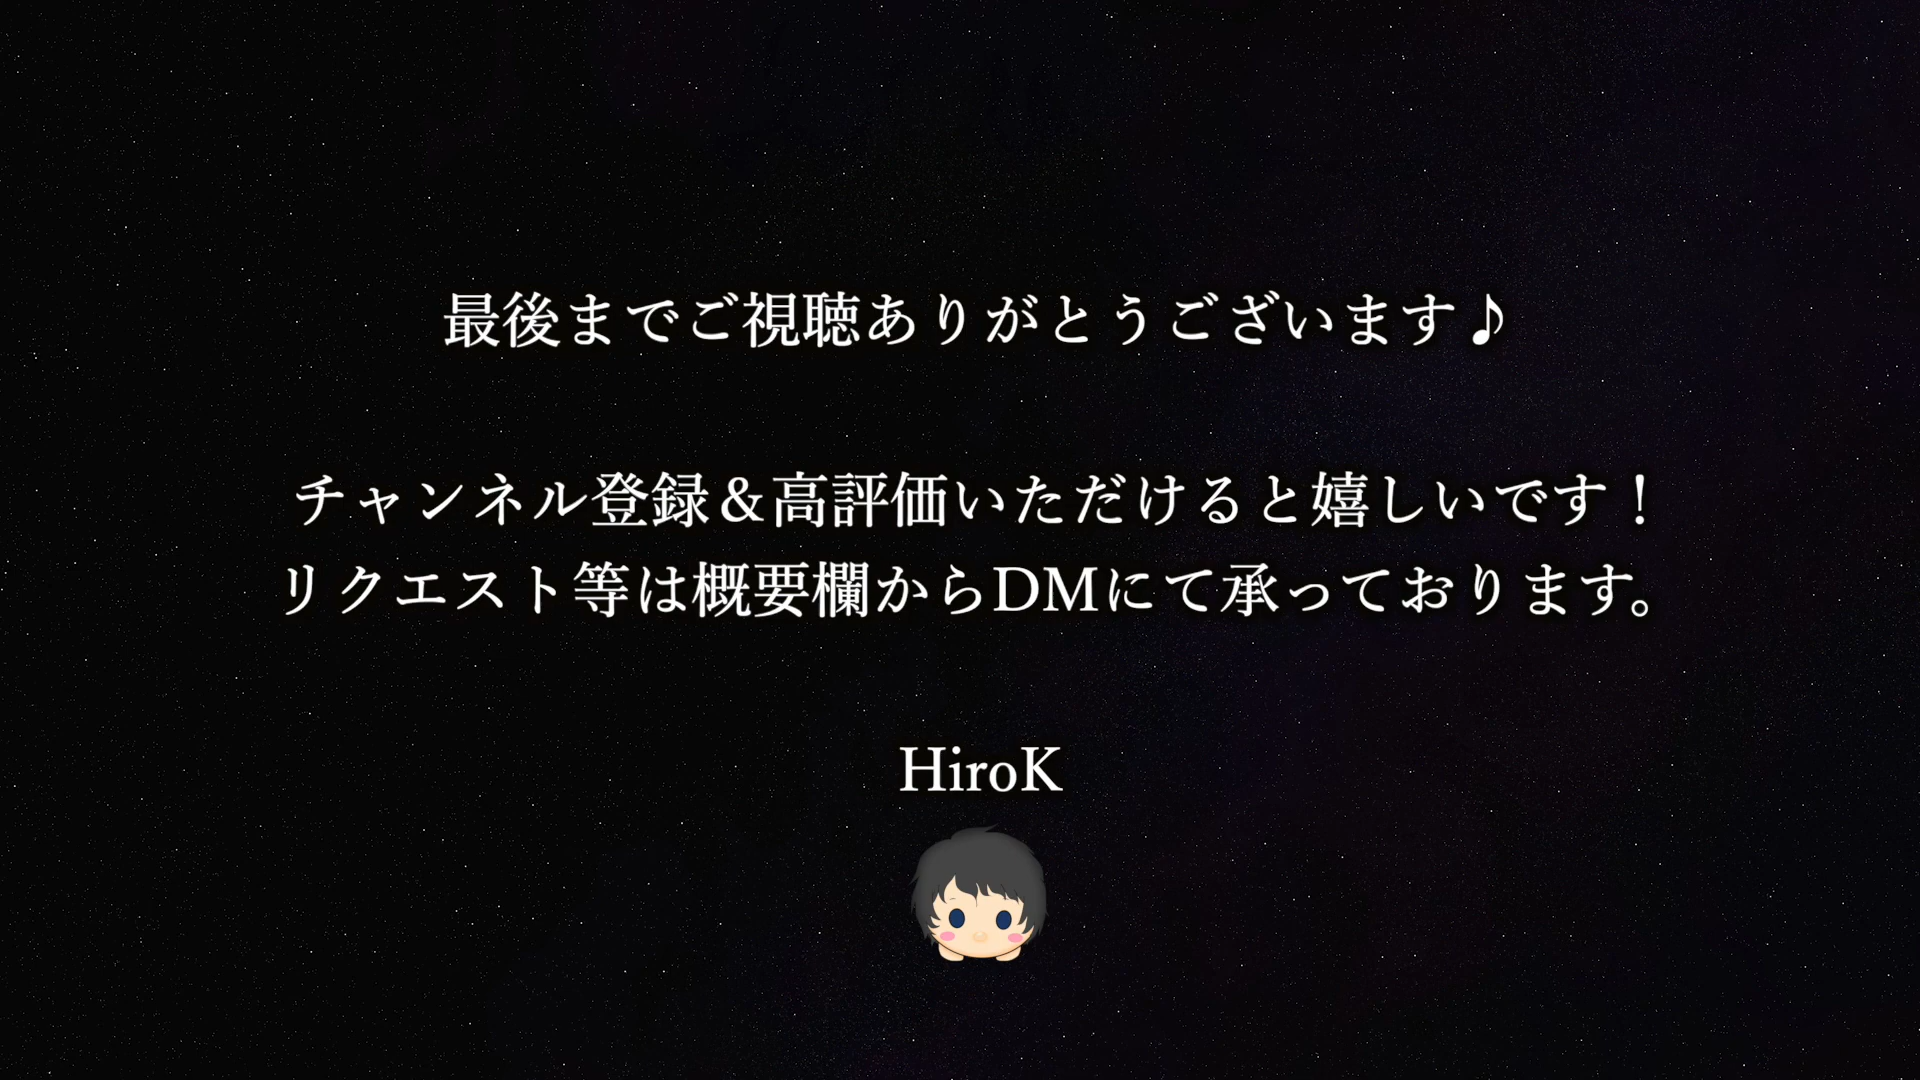 最後までご視聴ありがとうございます♪
チャンネル登録＆高評価いただけると嬉しいです！
リクエスト等は概要欄からDMにて承っております。
HiroK